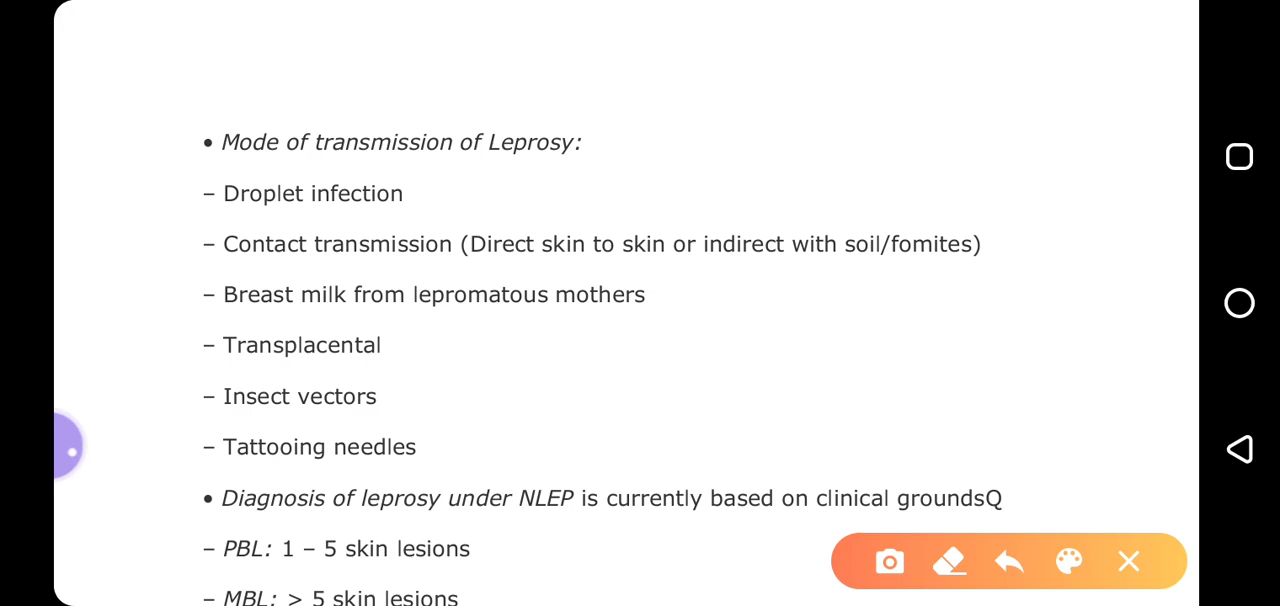 • Mode of transmission of Leprosy:
– Droplet infection
– Contact transmission (Direct skin to skin or indirect with soil/fomites)
– Breast milk from lepromatous mothers
– Transplacental
– Insect vectors
– Tattooing needles
• Diagnosis of leprosy under NLEP is currently based on clinical groundsQ
– PBL: 1 – 5 skin lesions
– MBL: > 5 skin lesions